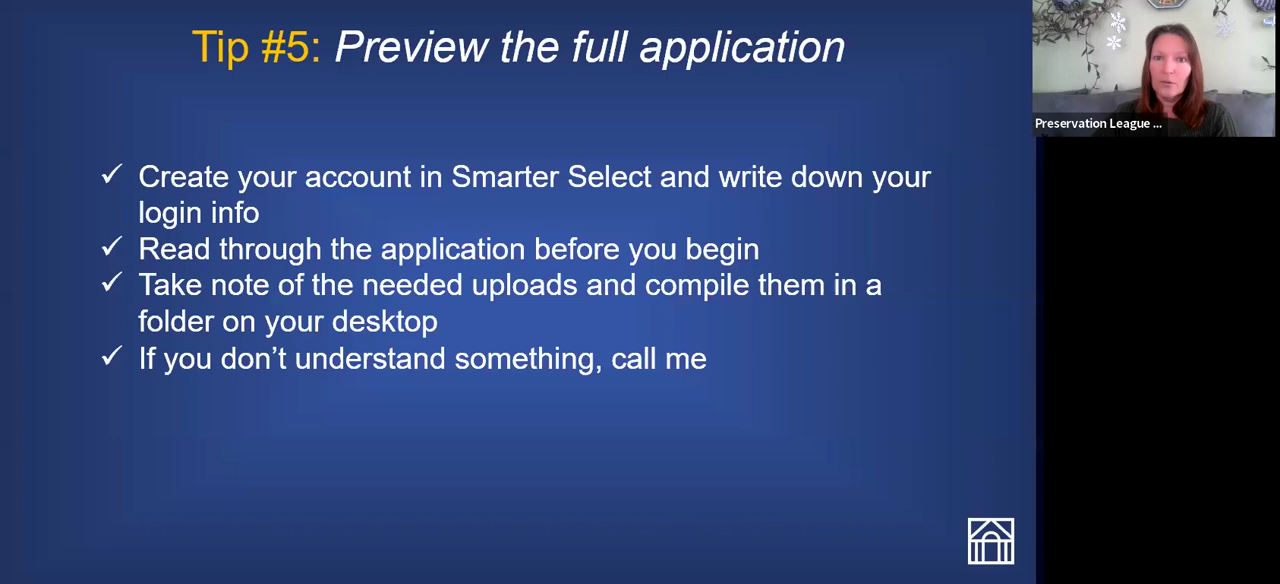 Tip #5: Preview the full application
Preservation League ...
✓ Create your account in Smarter Select and write down your
login info
✓ Read through the application before you begin
✓ Take note of the needed uploads and compile them in a
folder on your desktop
✓ If you don’t understand something, call me